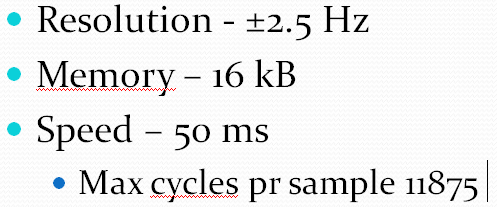 • Resolution - ±2.5 Hz
• Memory – 16 kB
• Speed – 50 ms
• Max cycles pr sample 11875